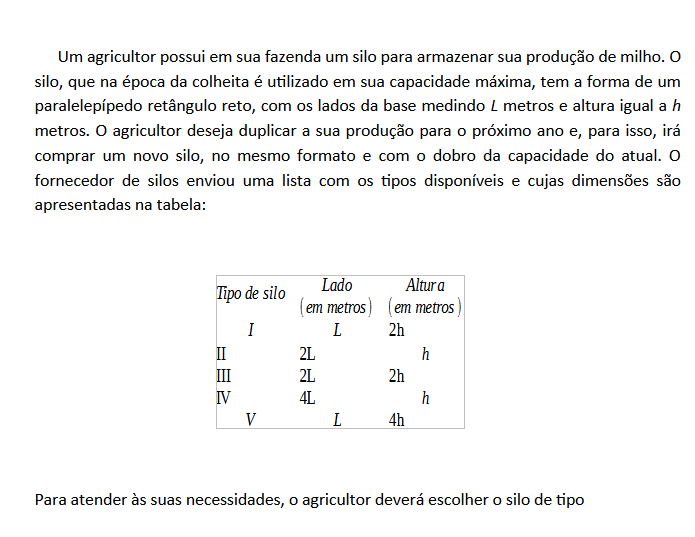 Um agricultor possui em sua fazenda um silo para armazenar sua produção de milho. O
silo, que na época da colheita é utilizado em sua capacidade máxima, tem a forma de um
paralelepípedo retângulo reto, com os lados da base medindo L metros e altura igual a h
metros. O agricultor deseja duplicar a sua produção para o próximo ano e, para isso, irá
comprar um novo silo, no mesmo formato e com o dobro da capacidade do atual. O
fornecedor de silos enviou uma lista com os tipos disponíveis e cujas dimensões são
apresentadas na tabela:
Tipo de silo Lado (em metros) Altura (em metros)
I L 2h
II 2L h
III 2L 2h
IV 4L h
V L 4h
Para atender às suas necessidades, o agricultor deverá escolher o silo de tipo